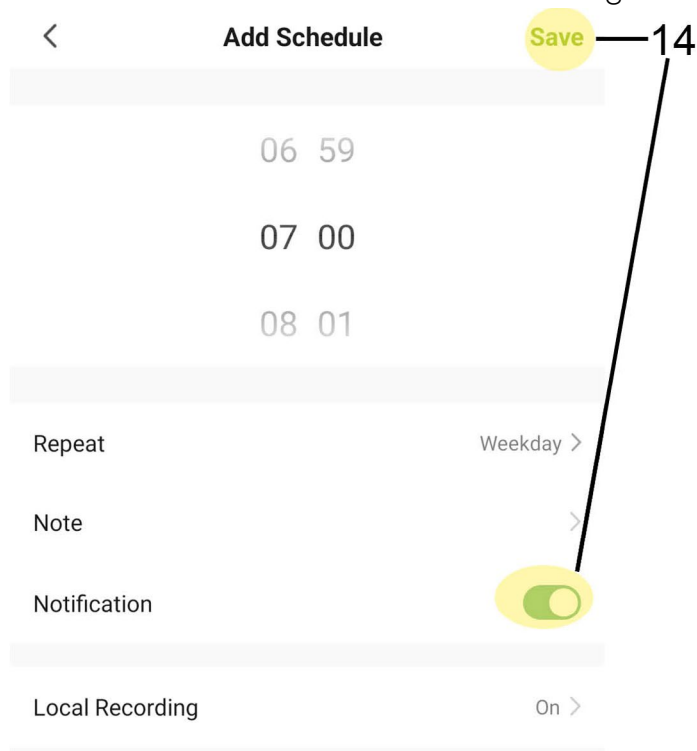 Add Schedule Save 14
06 59
07 00
08 01
Repeat Weekday
Note
Notification
Local Recording On